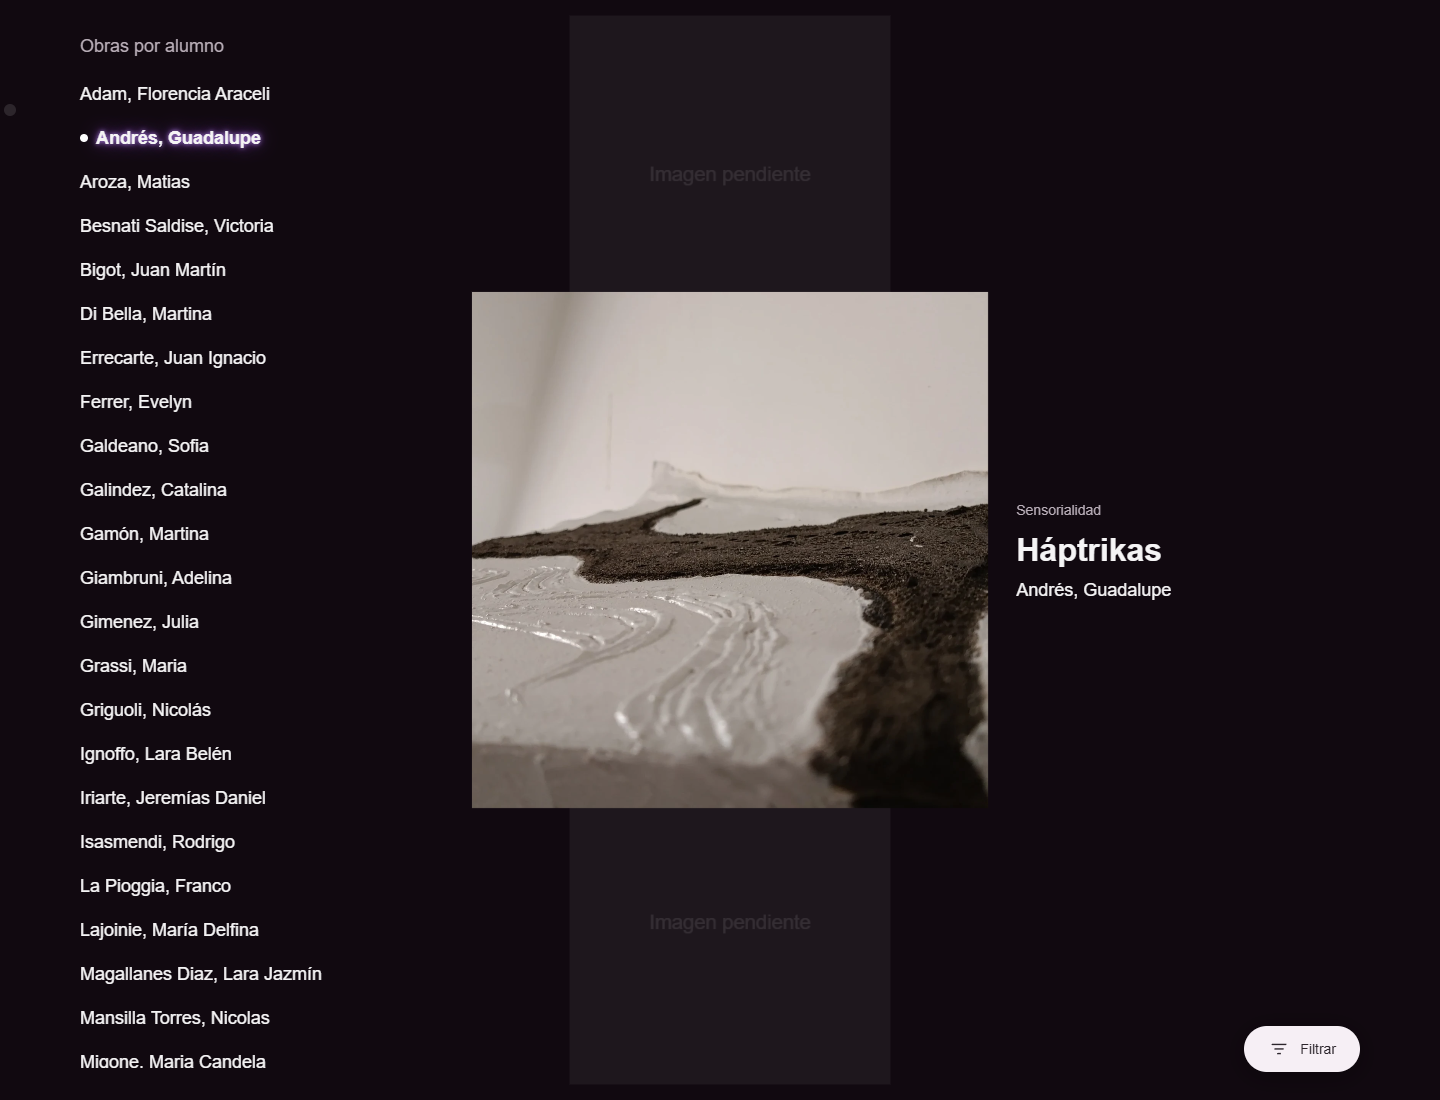 Obras por alumno
Adam, Florencia Araceli
Andrés, Guadalupe
Aroza, Matias
Besnati Saldise, Victoria
Bigot, Juan Martín
Di Bella, Martina
Errecarte, Juan Ignacio
Ferrer, Evelyn
Galdeano, Sofia
Galindez, Catalina
Gamón, Martina
Giambruni, Adelina
Gimenez, Julia
Grassi, Maria
Griguoli, Nicolás
Ignoffo, Lara Belén
Iriarte, Jeremías Daniel
Isasmendi, Rodrigo
La Pioggia, Franco
Lajoinie, María Delfina
Magallanes Diaz, Lara Jazmín
Mansilla Torres, Nicolas
Migone, Maria Candela
Imagen pendiente
Sensorialidad
Háptrikas
Andrés, Guadalupe
Imagen pendiente
Filtrar